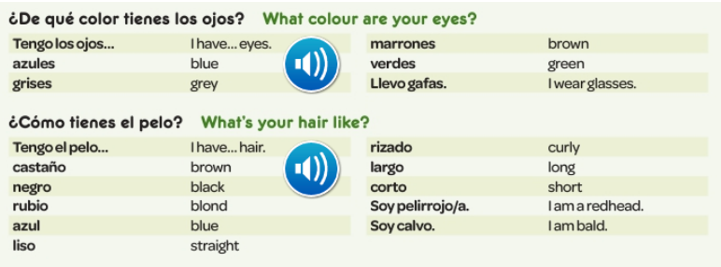 ¿De qué color tienes los ojos? What colour are your eyes?
Tengo los ojos... I have... eyes.
azules blue
grises grey
marrones brown
verdes green
Llevo gafas. I wear glasses.
¿Cómo tienes el pelo? What's your hair like?
Tengo el pelo... I have... hair.
castaño brown
negro black
rubio blond
azul blue
liso straight
rizado curly
largo long
corto short
Soy pelirrojo/a. I am a redhead.
Soy calvo. I am bald.